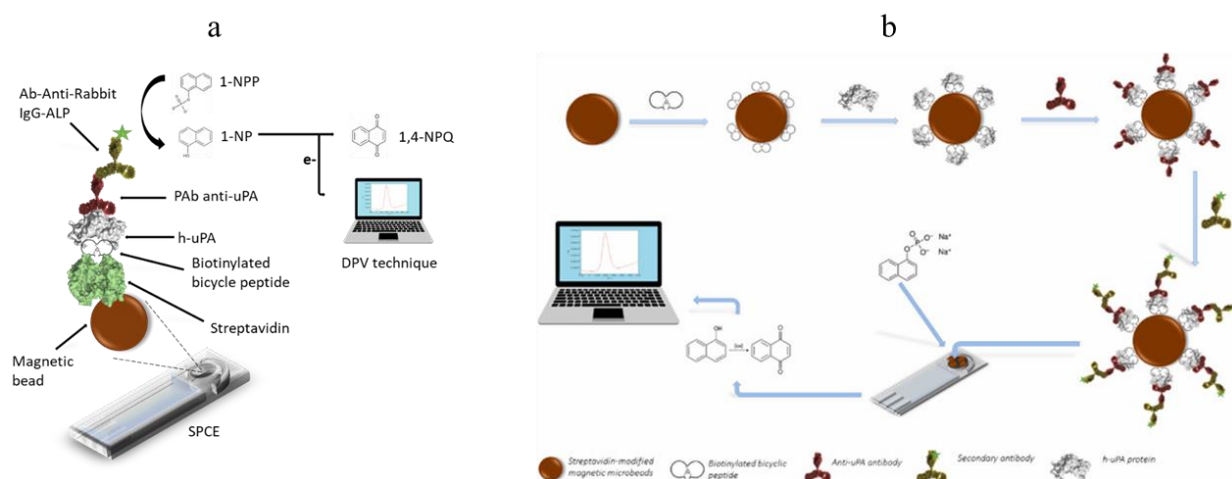 a
1-NPP
Ab-Anti-Rabbit
IgG-ALP
1-NP
1,4-NPQ
e-
PAb anti-uPA
h-uPA
DPV technique
Biotinylated
bicycle peptide
Streptavidin
Magnetic
bead
SPCE
b
Na⁺
Na⁺
Streptavidin-modified
magnetic microbeads
Biotinylated bicyclic
peptide
Anti-uPA antibody
Secondary antibody
h-uPA protein